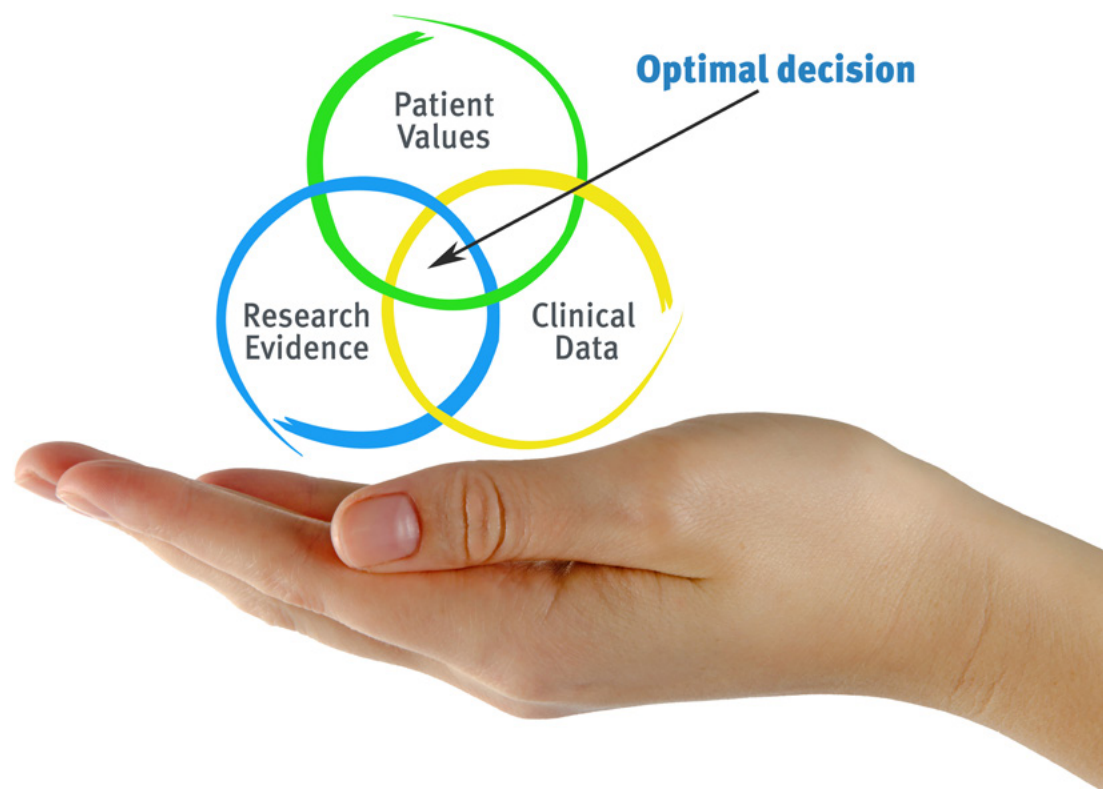 Optimal decision
Patient
Values
Research
Evidence
Clinical
Data